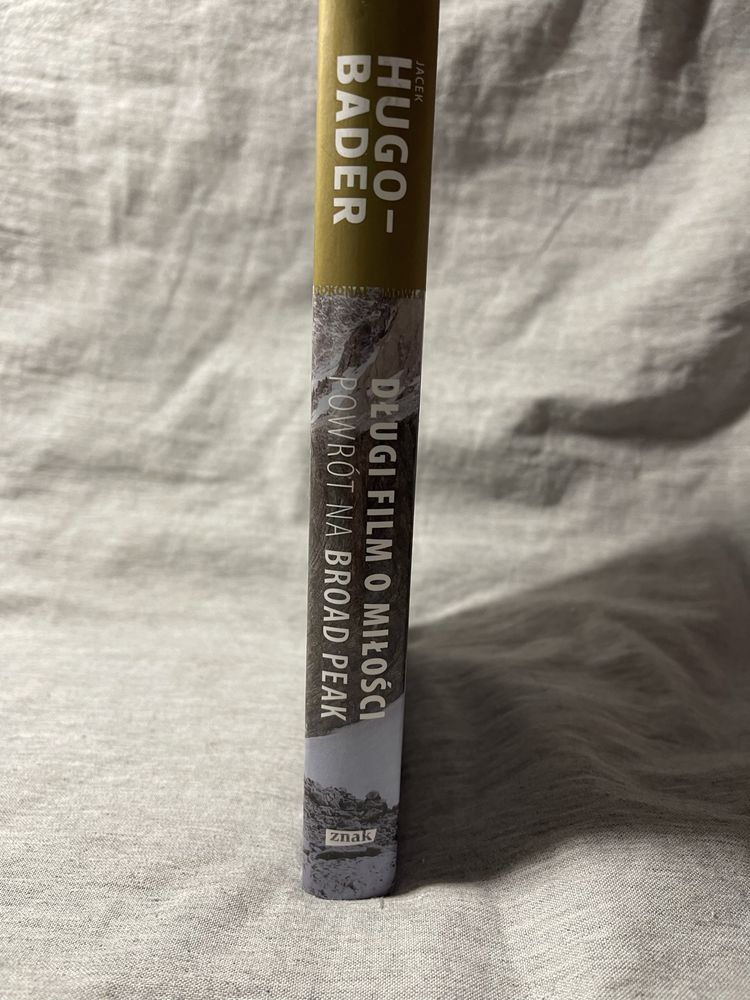 JACEK
HUGO–
BADER
DŁUGI FILM O MIŁOŚCI
POWRÓT NA BROAD PEAK
znak